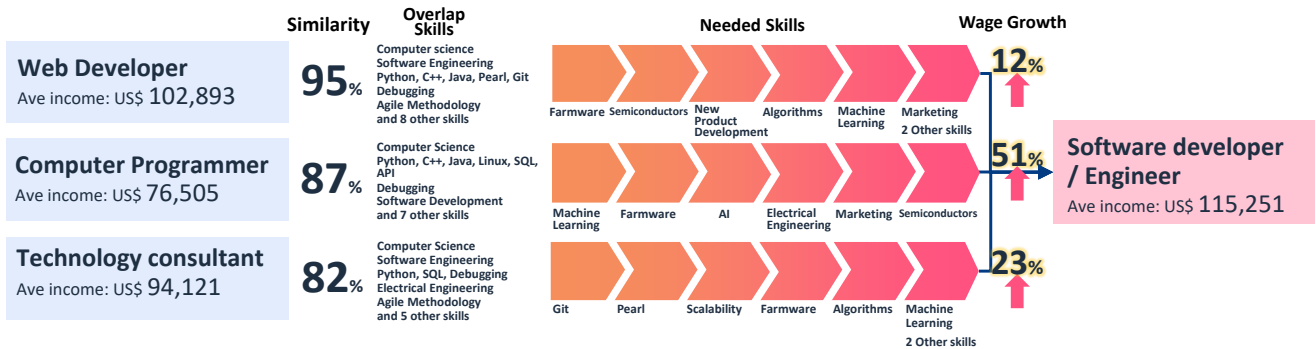 Similarity
Overlap
Skills
Needed Skills
Wage Growth
Web Developer
Ave income: US$ 102,893
95%
Computer science
Software Engineering
Python, C++, Java, Pearl, Git
Debugging
Agile Methodology
and 8 other skills
Farmware
Semiconductors
New
Product
Development
Algorithms
Machine
Learning
Marketing
2 Other skills
12%
Computer Programmer
Ave income: US$ 76,505
87%
Computer Science
Python, C++, Java, Linux, SQL,
API
Debugging
Software Development
and 7 other skills
Machine
Learning
Farmware
AI
Electrical
Engineering
Marketing
Semiconductors
51%
Software developer
/ Engineer
Ave income: US$ 115,251
Technology consultant
Ave income: US$ 94,121
82%
Computer Science
Software Engineering
Python, SQL, Debugging
Electrical Engineering
Agile Methodology
and 5 other skills
Git
Pearl
Scalability
Farmware
Algorithms
Machine
Learning
2 Other skills
23%